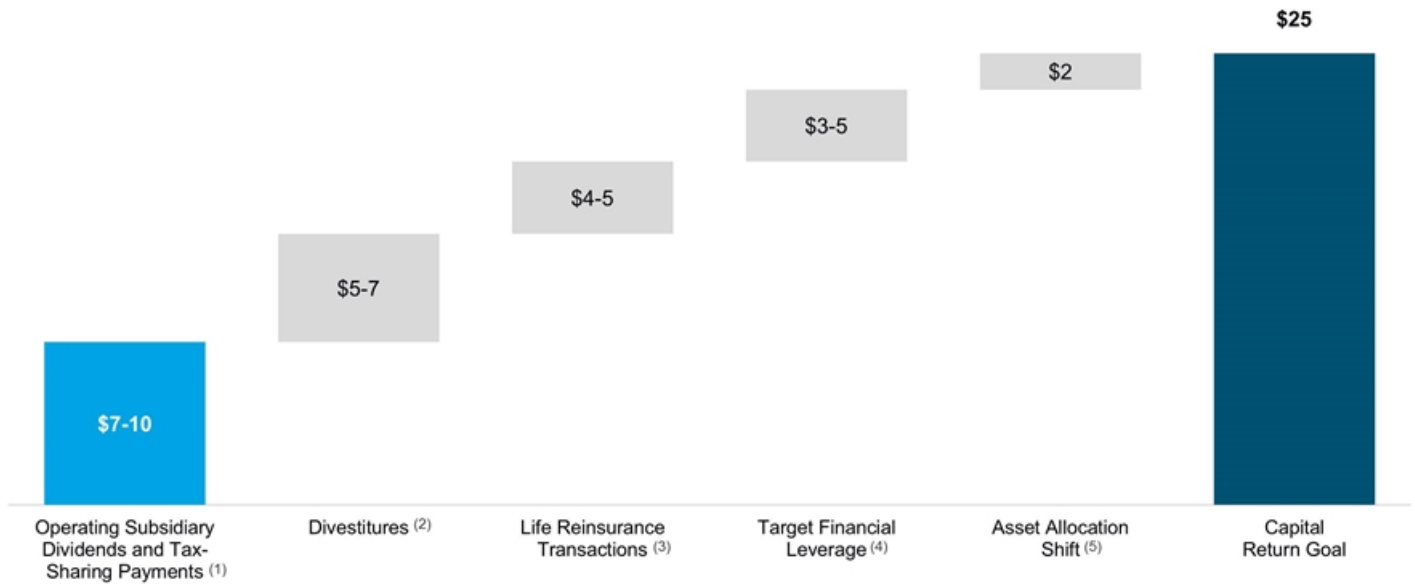 $25
$2
$3-5
$4-5
$5-7
$7-10
Operating Subsidiary
Dividends and Tax-
Sharing Payments (1)
Divestitures (2)
Life Reinsurance
Transactions (3)
Target Financial
Leverage (4)
Asset Allocation
Shift (5)
Capital
Return Goal